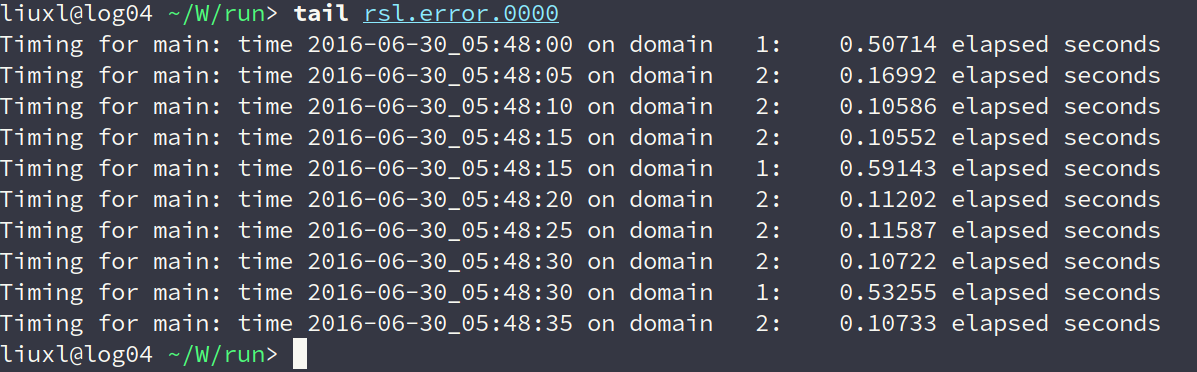 liuxl@log04 ~/W/run> tail rsl.error.0000
Timing for main: time 2016-06-30_05:48:00 on domain   1:    0.50714 elapsed seconds
Timing for main: time 2016-06-30_05:48:05 on domain   2:    0.16992 elapsed seconds
Timing for main: time 2016-06-30_05:48:10 on domain   2:    0.10586 elapsed seconds
Timing for main: time 2016-06-30_05:48:15 on domain   2:    0.10552 elapsed seconds
Timing for main: time 2016-06-30_05:48:15 on domain   1:    0.59143 elapsed seconds
Timing for main: time 2016-06-30_05:48:20 on domain   2:    0.11202 elapsed seconds
Timing for main: time 2016-06-30_05:48:25 on domain   2:    0.11587 elapsed seconds
Timing for main: time 2016-06-30_05:48:30 on domain   2:    0.10722 elapsed seconds
Timing for main: time 2016-06-30_05:48:30 on domain   1:    0.53255 elapsed seconds
Timing for main: time 2016-06-30_05:48:35 on domain   2:    0.10733 elapsed seconds
liuxl@log04 ~/W/run>